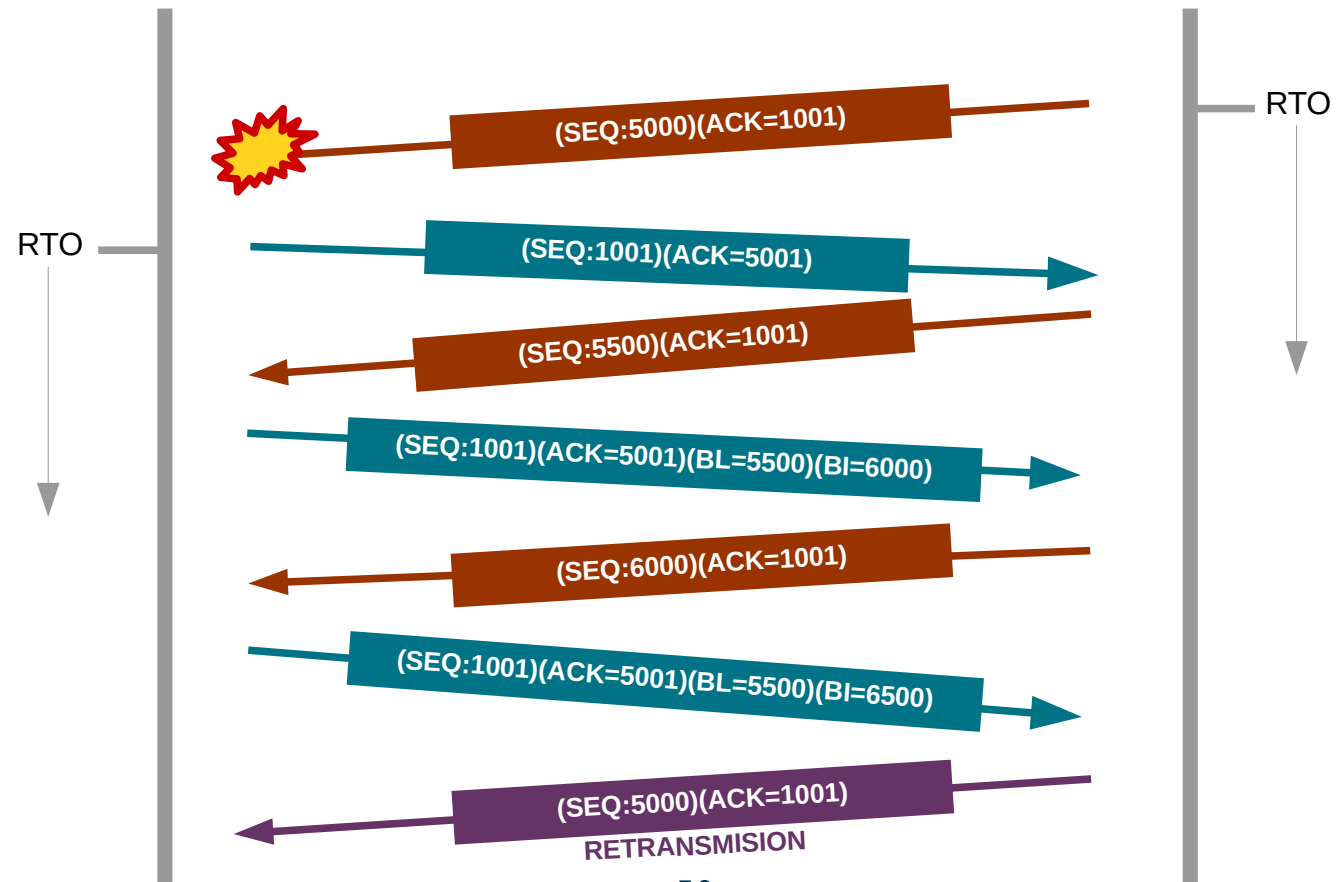 RTO
(SEQ:5000)(ACK=1001)
RTO
(SEQ:1001)(ACK=5001)
(SEQ:5500)(ACK=1001)
(SEQ:1001)(ACK=5001)(BL=5500)(BI=6000)
(SEQ:6000)(ACK=1001)
(SEQ:1001)(ACK=5001)(BL=5500)(BI=6500)
(SEQ:5000)(ACK=1001)
RETRANSMISION